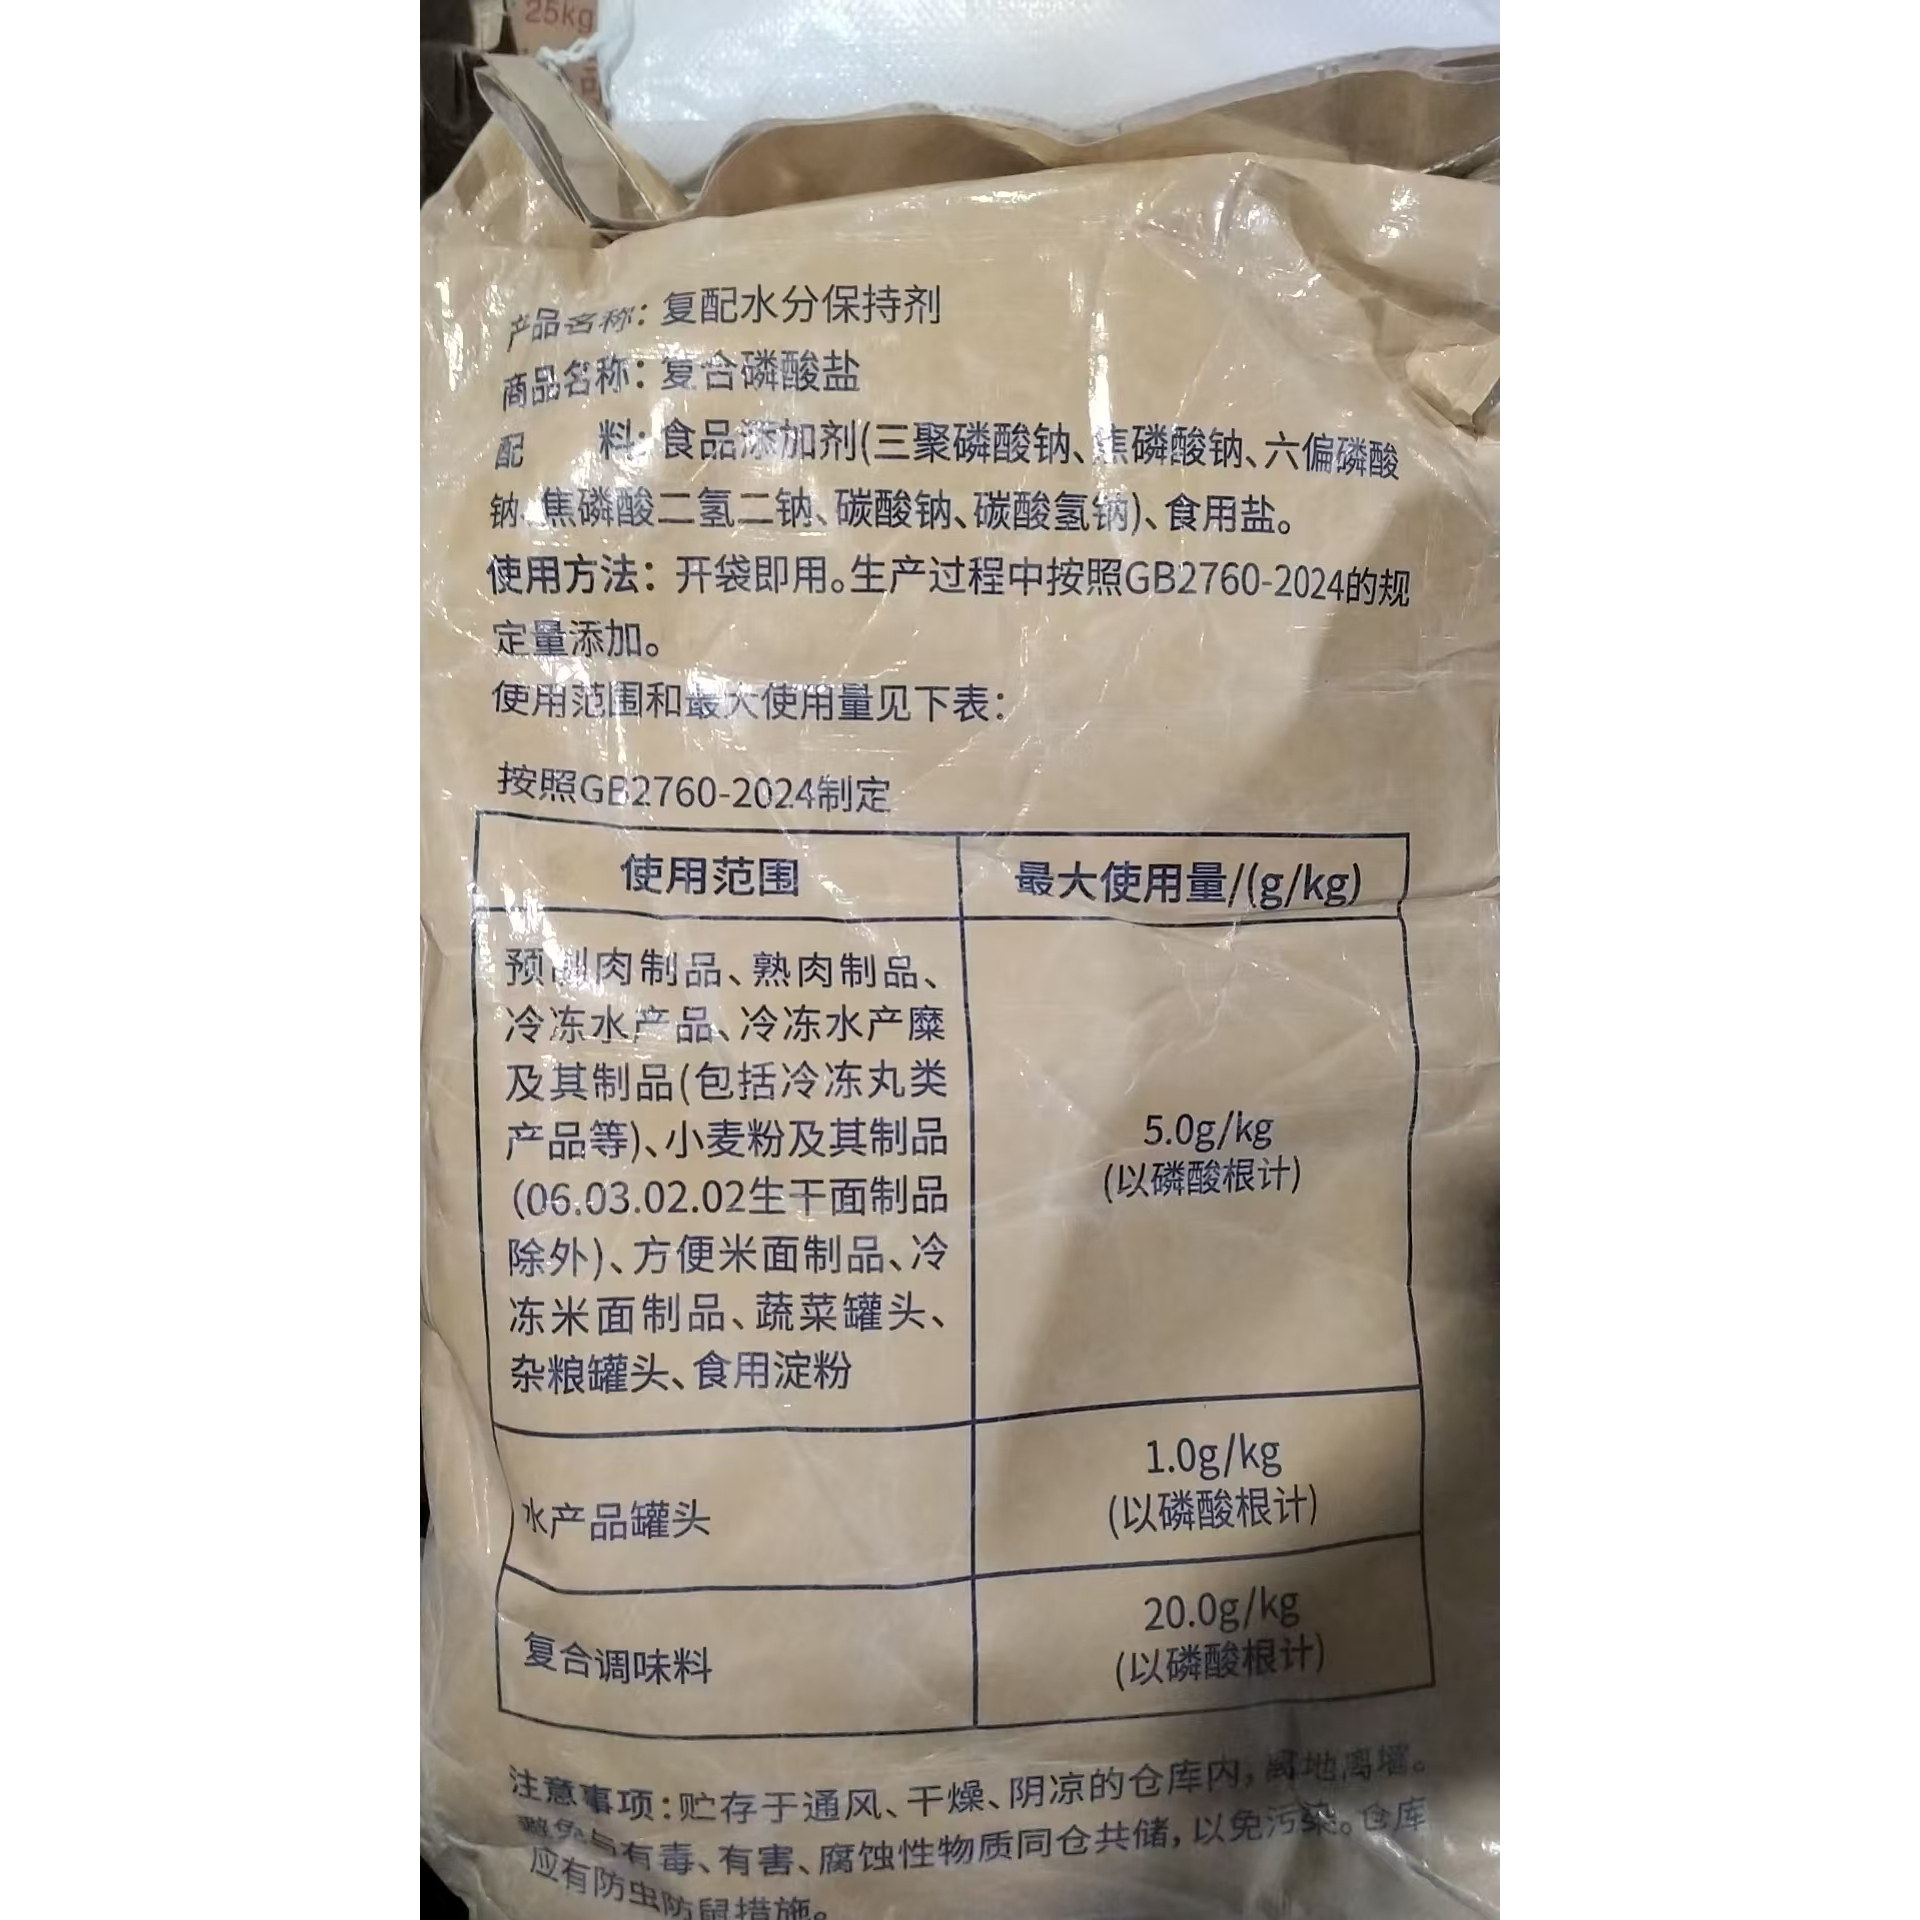 25kg
产品名称：复配水分保持剂
商品名称：复合磷酸盐
配 料：食品添加剂(三聚磷酸钠、焦磷酸钠、六偏磷酸
钠、焦磷酸二氢二钠、碳酸钠、碳酸氢钠)、食用盐。
使用方法：开袋即用。生产过程中按照GB2760-2024的规
定量添加。
使用范围和最大使用量见下表：
按照GB2760-2024制定
使用范围 最大使用量/(g/kg)
预制肉制品、熟肉制品、
冷冻水产品、冷冻水产糜
及其制品(包括冷冻丸类
产品等)、小麦粉及其制品
(06.03.02.02生干面制品
除外)、方便米面制品、冷
冻米面制品、蔬菜罐头、
杂粮罐头、食用淀粉
5.0g/kg
(以磷酸根计)
水产品罐头
1.0g/kg
(以磷酸根计)
复合调味料
20.0g/kg
(以磷酸根计)
注意事项：贮存于通风、干燥、阴凉的仓库内，离地离墙。
避免与有毒、有害、腐蚀性物质同仓共储，以免污染。仓库
应有防虫防鼠措施。